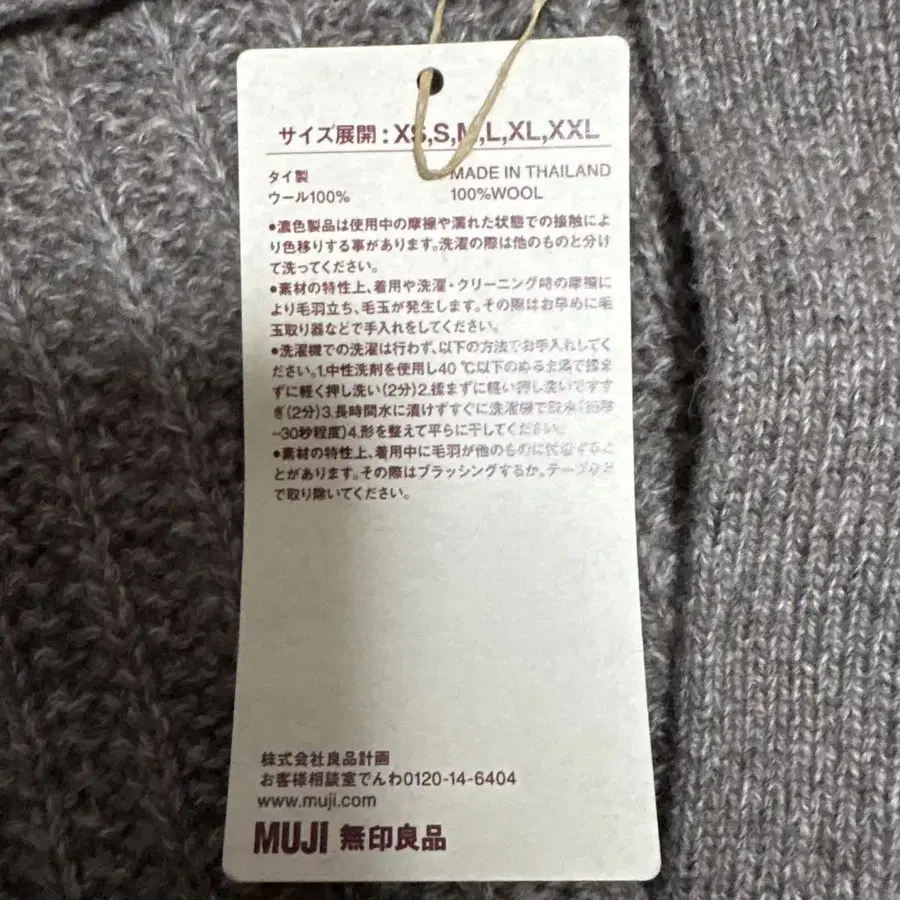 サイズ展開:XS,S,M,L,XL,XXL
タイ製 MADE IN THAILAND
ウール100% 100%WOOL
●濃色製品は使用中の摩擦や濡れた状態での接触によ
り色移りする事があります。洗濯の際は他のものと分け
て洗ってください。
●素材の特性上、着用や洗濯・クリーニング時の摩擦に
より毛羽立ち、毛玉が発生します。その際はお早めに毛
玉取り器などで手入れをしてください。
●洗濯機での洗濯は行わず、以下の方法でお手入れしてく
ださい。1.中性洗剤を使用し40℃以下のぬるま湯で揉ま
ずに軽く押し洗い(2分)2.揉まずに軽い押し洗いですす
ぎ(2分)3.長時間水に漬けずすぐに洗濯機で脱水
~30秒程度)4.形を整えて平らに干してください。
●素材の特性上、着用中に毛羽が他のものに付着するこ
とがあります。その際はブラッシングするか、テープなど
で取り除いてください。
株式会社良品計画
お客様相談室でんわ0120-14-6404
www.muji.com
MUJI 無印良品